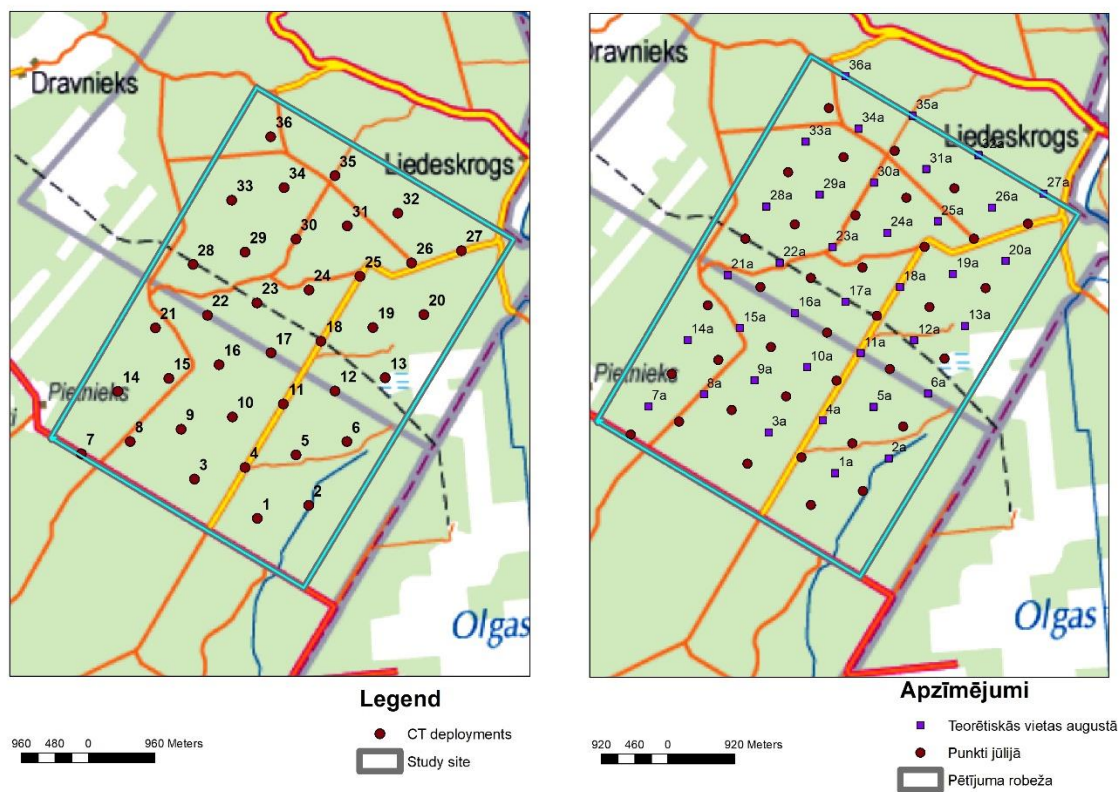 Dravnieks
Liedeskrogs
36
35
34
33
32
31
30
29
28
27
26
25
24
23
22
21
20
19
18
17
16
15
14
13
Pietnieks
12
11
10
9
8
7
6
5
4
3
2
1
Olgas
Legend
CT deployments
Study site
960 480 0 960 Meters
Dravnieks
Liedeskrogs
36a
35a
34a
33a
32a
31a
30a
29a
28a
27a
26a
25a
24a
23a
22a
21a
20a
19a
18a
17a
16a
15a
14a
13a
12a
11a
10a
9a
8a
7a
6a
5a
4a
3a
2a
1a
Pietnieks
Olgas
Apzīmējumi
Teorētiskās vietas augustā
Punkti jūlijā
Pētījuma robeža
920 460 0 920 Meters